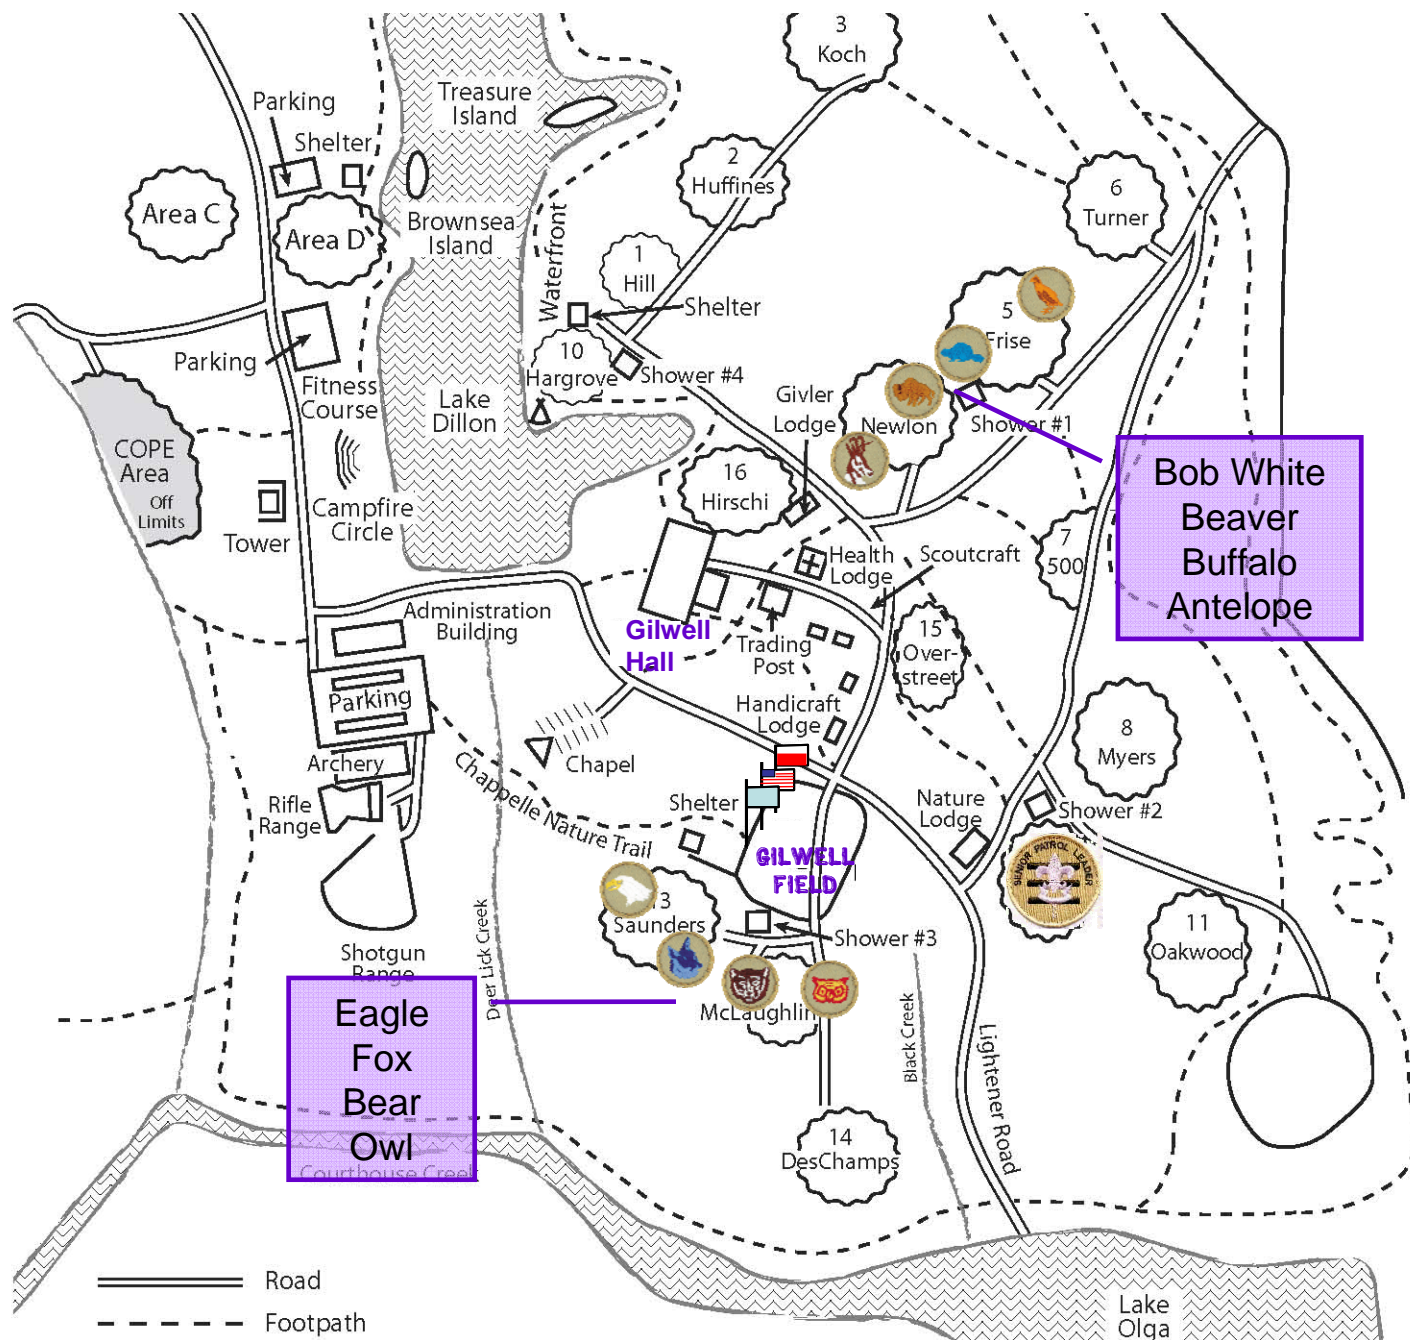 3
Koch
Treasure
Island
Parking
Shelter
2
Huffines
6
Turner
Area C
Area D
Brownsea
Island
Waterfront
1
Hill
Shelter
5
Frise
Parking
10
Hargrove
Shower #4
Fitness
Course
Lake
Dillon
Givler
Lodge
Newlon
Shower #1
COPE
Area
Off
Limits
Campfire
Circle
Tower
16
Hirschi
Bob White
Beaver
Buffalo
Antelope
7
500
Health
Lodge
Scoutcraft
Administration
Building
Gilwell
Hall
Trading
Post
15
Over-
street
Parking
Handicraft
Lodge
8
Myers
Archery
Chapel
Chappelle Nature Trail
Rifle
Range
Shelter
Nature
Lodge
Shower #2
GILWELL
FIELD
SENIOR PATROL LEADER
13
Saunders
Shower #3
11
Oakwood
Shotgun
Range
Deer Lick Creek
McLaughlin
Black Creek
Lightener Road
Eagle
Fox
Bear
Owl
Courthouse Creek
14
DesChamps
Road
Footpath
Lake
Olga